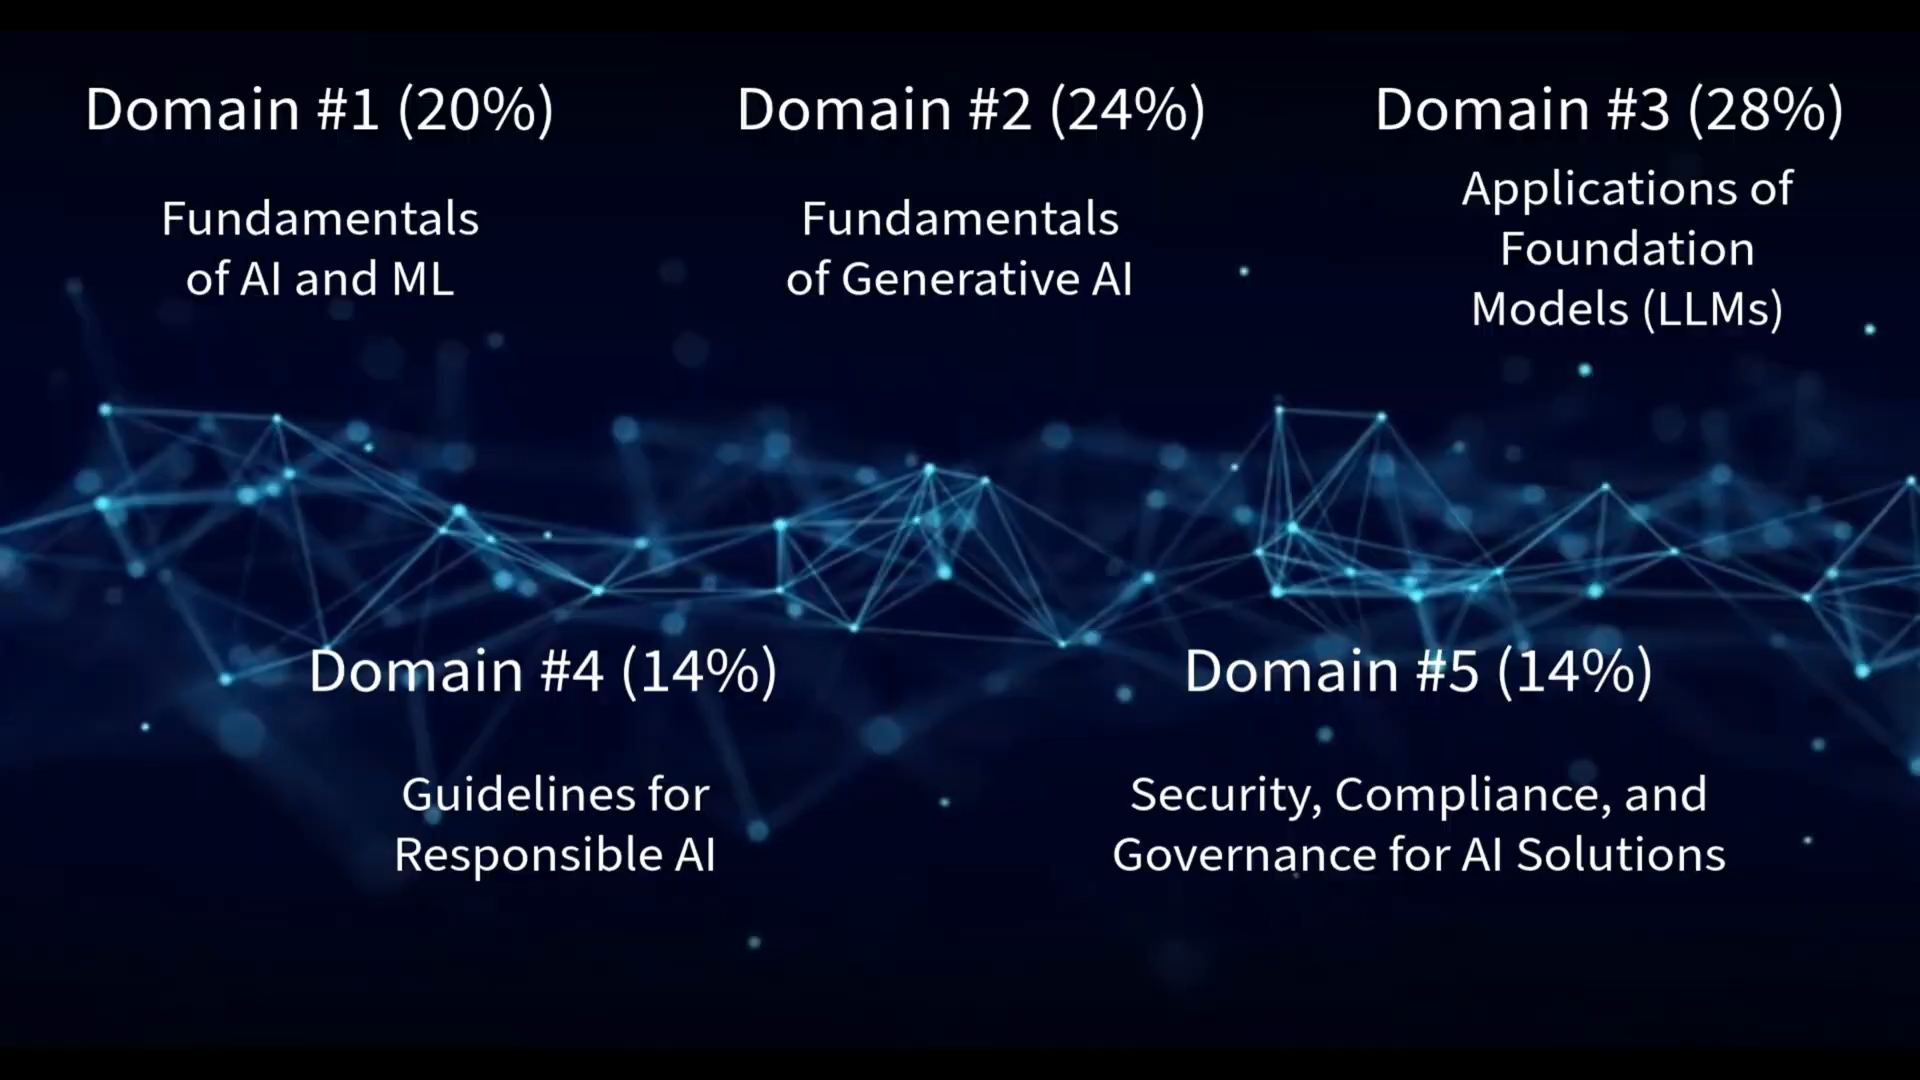 Domain #1 (20%)
Fundamentals
of AI and ML
Domain #2 (24%)
Fundamentals
of Generative AI
Domain #3 (28%)
Applications of
Foundation
Models (LLMs)
Domain #4 (14%)
Guidelines for
Responsible AI
Domain #5 (14%)
Security, Compliance, and
Governance for AI Solutions